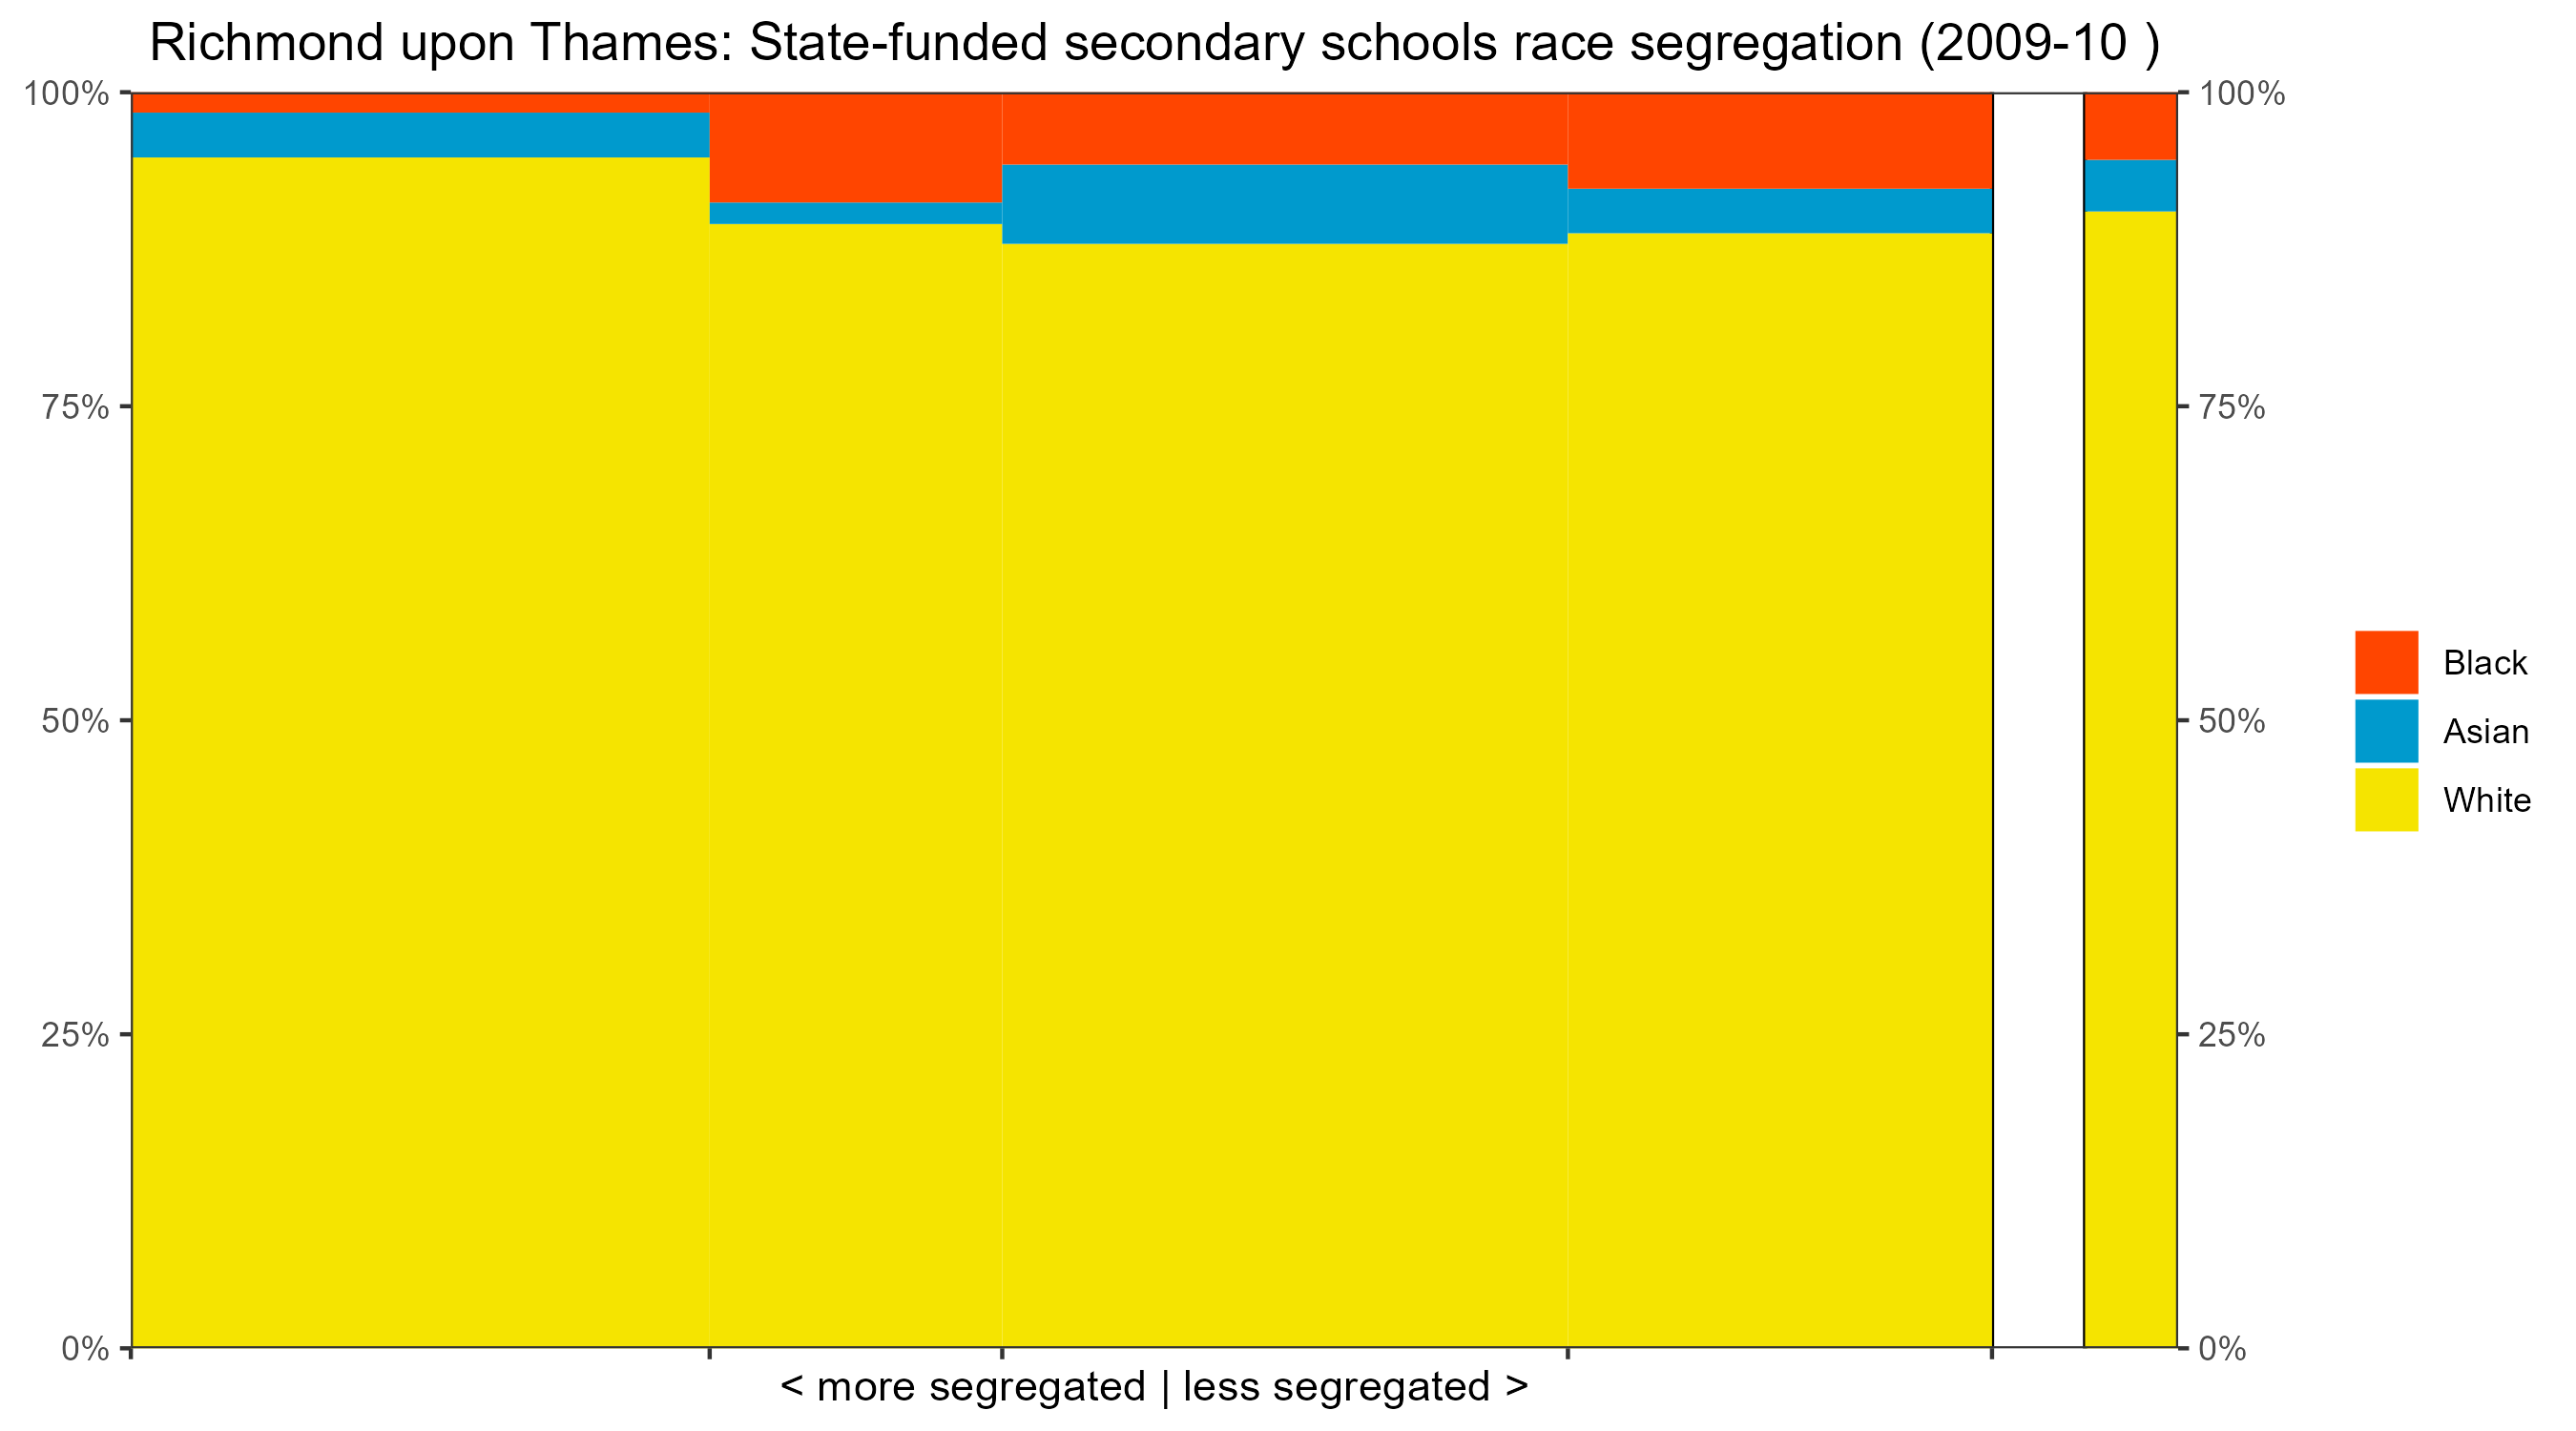 Richmond upon Thames: State-funded secondary schools race segregation (2009-10 )
100%
75%
50%
25%
0%
100%
75%
50%
25%
0%
Black
Asian
White
< more segregated | less segregated >